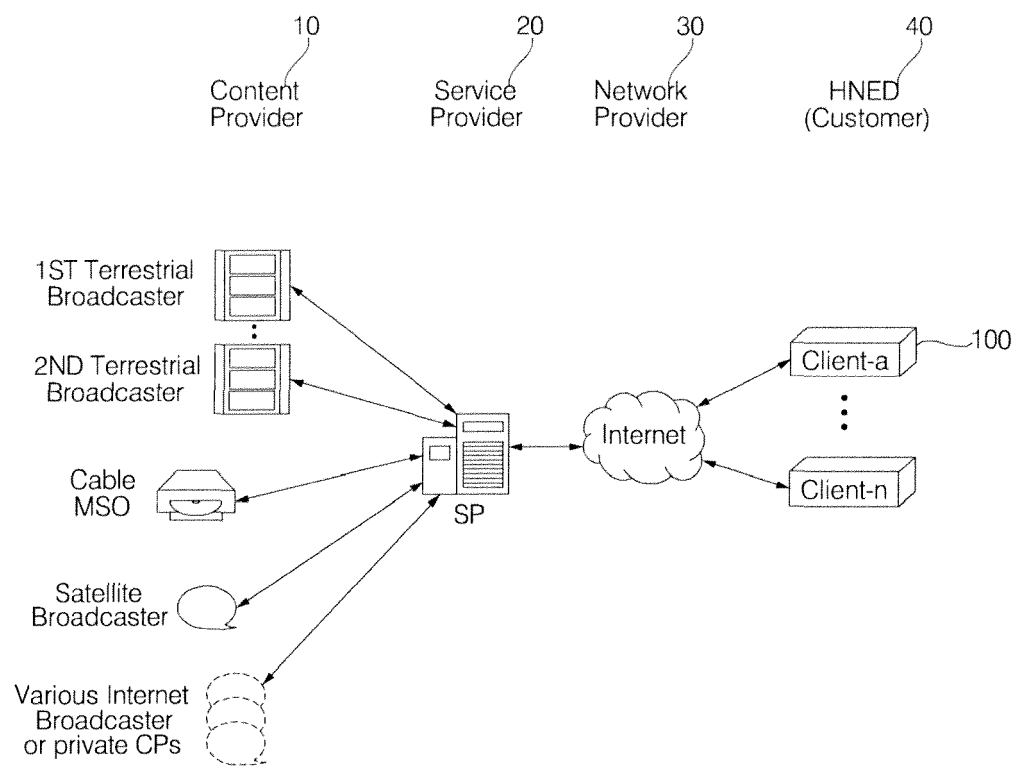 10
20
30
40
Content
Provider
Service
Provider
Network
Provider
HNED
(Customer)
1ST Terrestrial
Broadcaster
2ND Terrestrial
Broadcaster
Cable
MSO
Satellite
Broadcaster
Various Internet
Broadcaster
or private CPs
SP
Internet
Client-a
100
Client-n